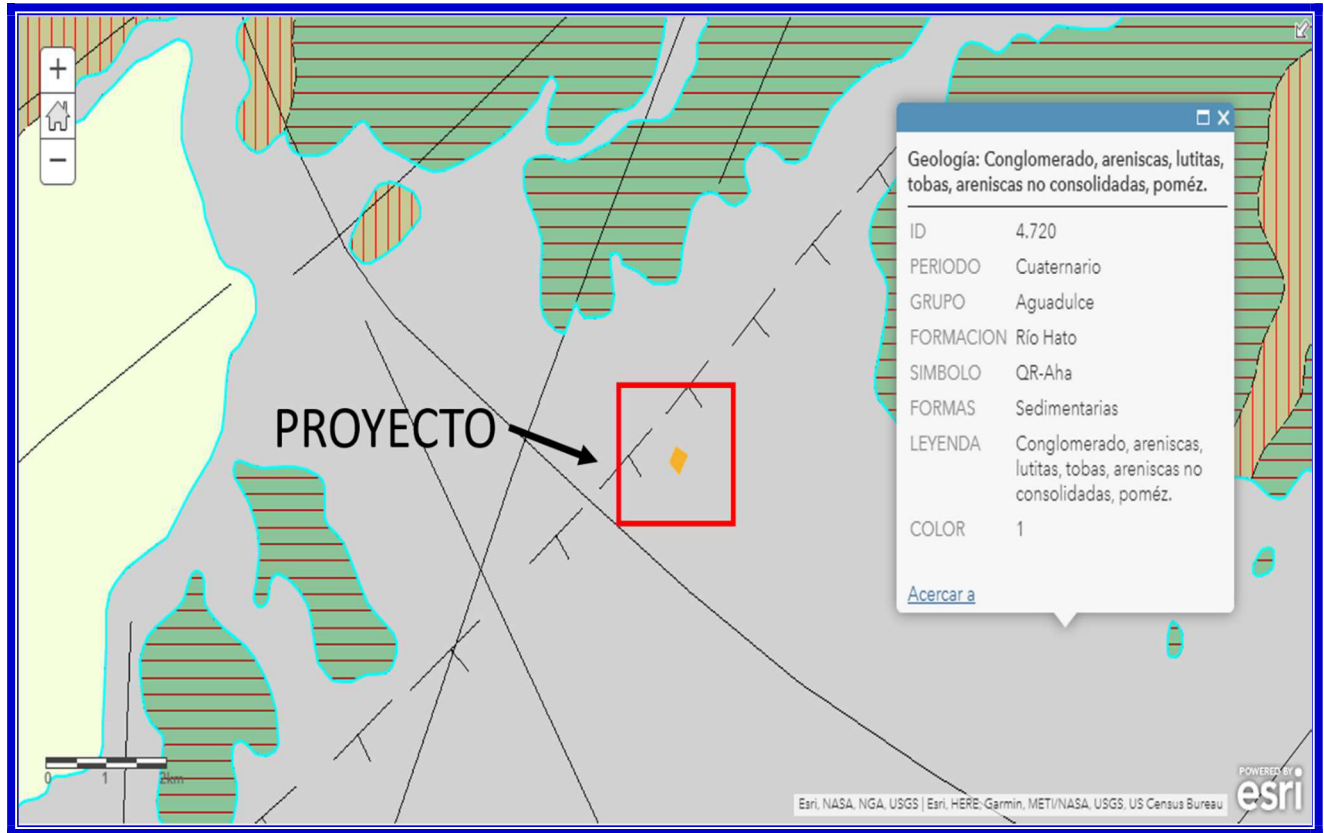 +
−
PROYECTO
Geología: Conglomerado, areniscas, lutitas,
tobas, areniscas no consolidadas, poméz.
ID 4.720
PERIODO Cuaternario
GRUPO Aguadulce
FORMACION Río Hato
SIMBOLO QR-Aha
FORMAS Sedimentarias
LEYENDA Conglomerado, areniscas,
lutitas, tobas, areniscas no
consolidadas, poméz.
COLOR 1
Acercar a
0 1 2km
Esri, NASA, NGA, USGS | Esri, HERE, Garmin, METI/NASA, USGS, US Census Bureau
POWERED BY
esri